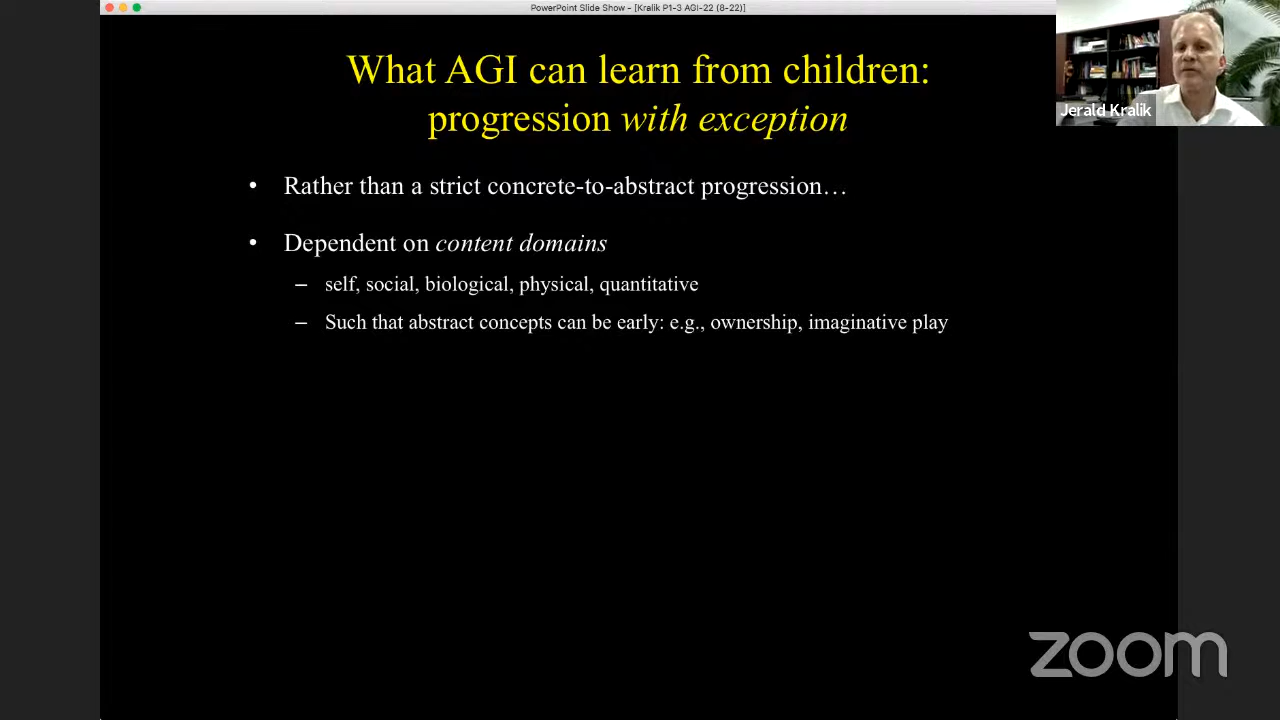 PowerPoint Slide Show - [Kralik P1-3 AGI-22 (8-22)]
What AGI can learn from children:
progression with exception
Jerald Kralik
• Rather than a strict concrete-to-abstract progression…
• Dependent on content domains
– self, social, biological, physical, quantitative
– Such that abstract concepts can be early: e.g., ownership, imaginative play
zoom